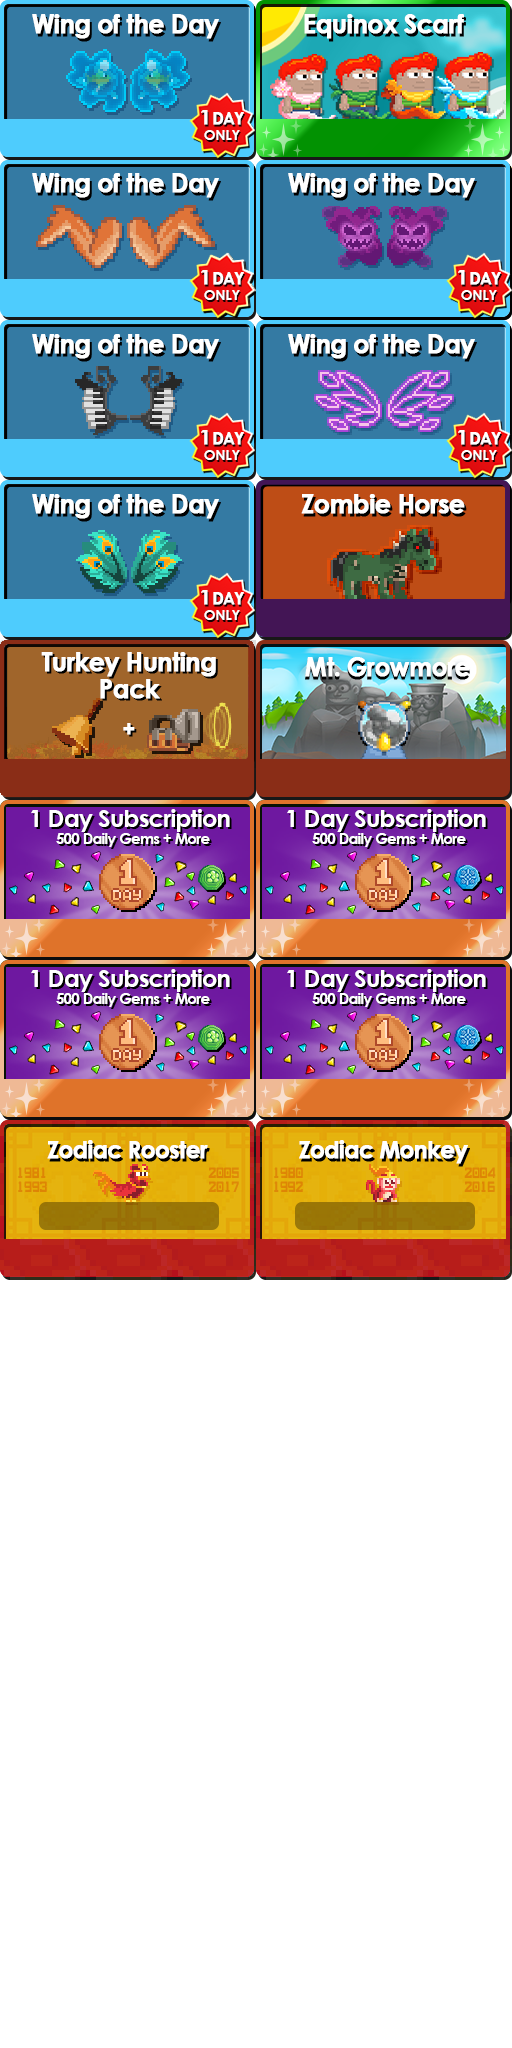 Wing of the Day
1 DAY
ONLY
Equinox Scarf
Wing of the Day
1 DAY
ONLY
Wing of the Day
1 DAY
ONLY
Wing of the Day
1 DAY
ONLY
Wing of the Day
1 DAY
ONLY
Wing of the Day
1 DAY
ONLY
Zombie Horse
Turkey Hunting
Pack
+
Mt. Growmore
1 Day Subscription
500 Daily Gems + More
1
DAY
1 Day Subscription
500 Daily Gems + More
1
DAY
1 Day Subscription
500 Daily Gems + More
1
DAY
1 Day Subscription
500 Daily Gems + More
1
DAY
Zodiac Rooster
1981 2005
1993 2017
Zodiac Monkey
1980 2004
1992 2016